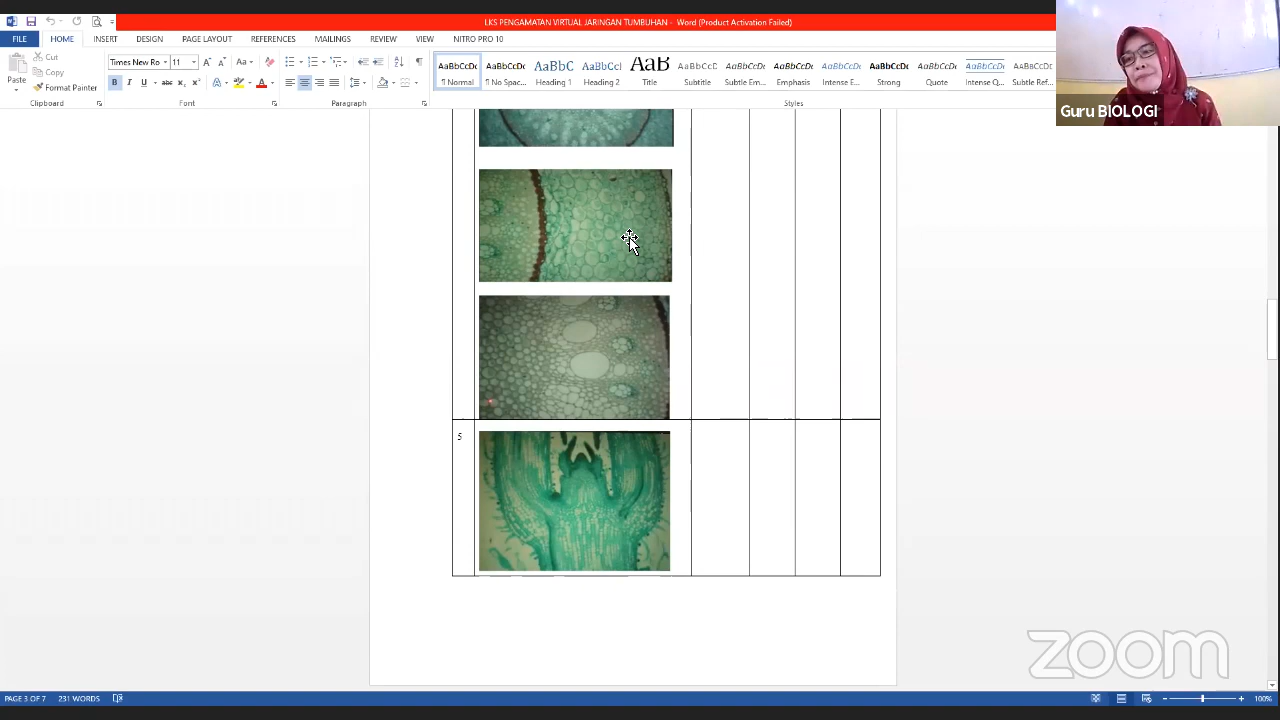 LKS PENGAMATAN VIRTUAL JARINGAN TUMBUHAN - Word (Product Activation Failed)
FILE HOME INSERT DESIGN PAGE LAYOUT REFERENCES MAILINGS REVIEW VIEW NITRO PRO 10
Paste
Cut
Copy
Format Painter
Clipboard
Times New Ro 11
Font
Paragraph
AaBbCcDc AaBbCcDc AaBbC AaBbCcl AaB AaBbCcC AaBbCcDc AaBbCcDc AaBbCcDc AaBbCcDc AaBbCcDc AaBbCcDc AaBbCcDc
¶ Normal ¶ No Spac... Heading 1 Heading 2 Title Subtitle Subtle Em... Emphasis Intense E... Strong Quote Intense Q... Subtle Ref...
Styles
Guru BIOLOGI
5
zoom
PAGE 3 OF 7 231 WORDS 100%